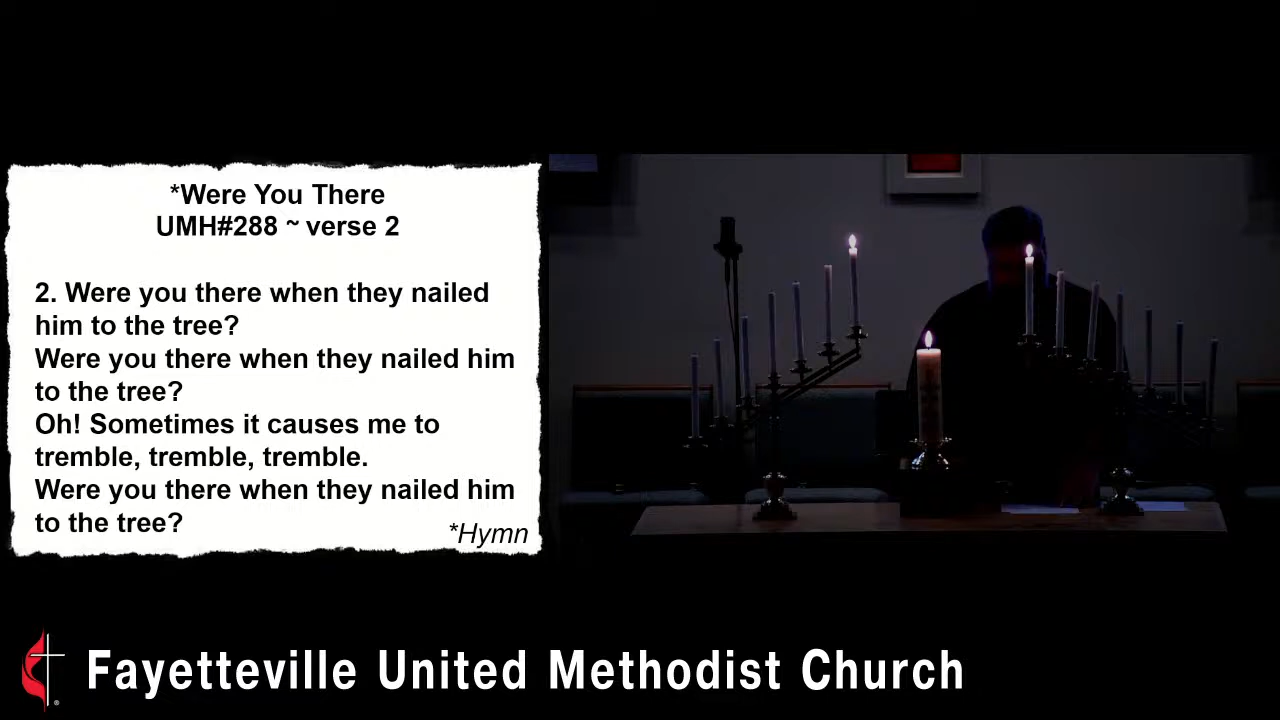 *Were You There
UMH#288 ~ verse 2
2. Were you there when they nailed
him to the tree?
Were you there when they nailed him
to the tree?
Oh! Sometimes it causes me to
tremble, tremble, tremble.
Were you there when they nailed him
to the tree?
*Hymn
Fayetteville United Methodist Church